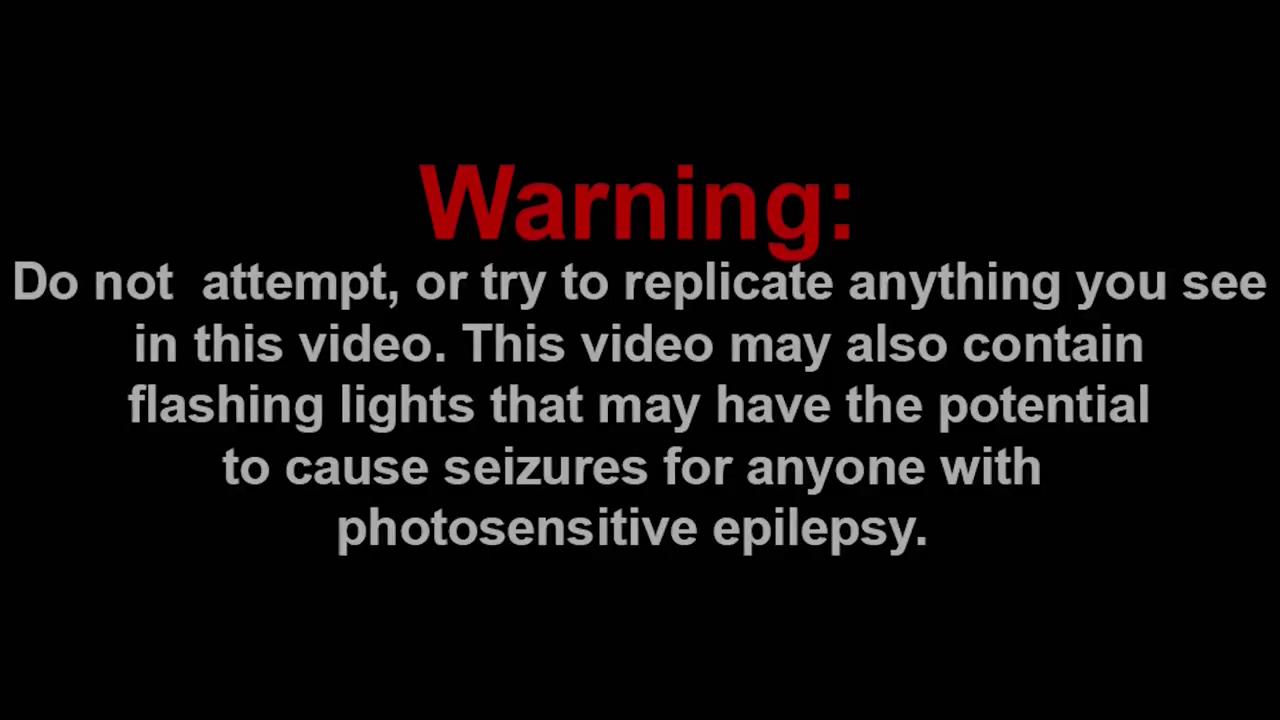 Warning:
Do not  attempt, or try to replicate anything you see
in this video. This video may also contain
flashing lights that may have the potential
to cause seizures for anyone with
photosensitive epilepsy.